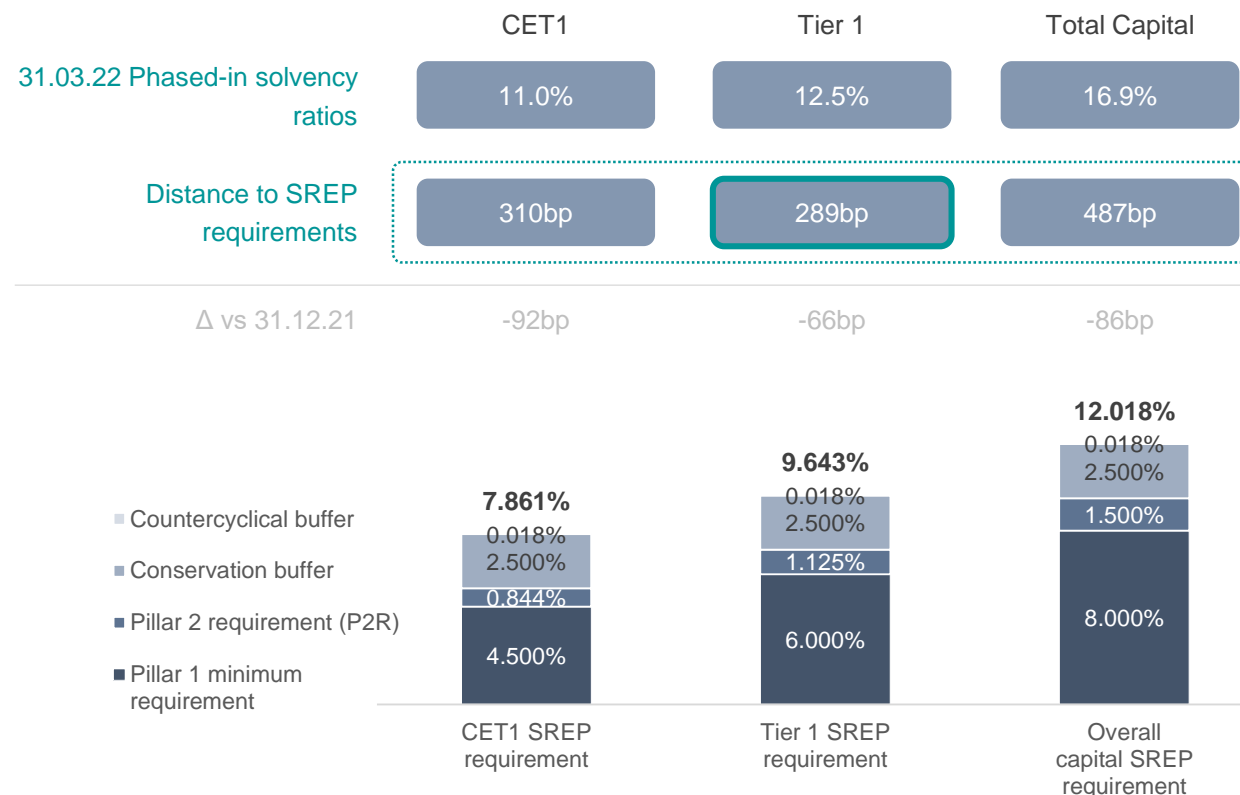 CET1 Tier 1 Total Capital
31.03.22 Phased-in solvency
ratios
11.0% 12.5% 16.9%
Distance to SREP
requirements
310bp 289bp 487bp
Δ vs 31.12.21 -92bp -66bp -86bp
Countercyclical buffer
Conservation buffer
Pillar 2 requirement (P2R)
Pillar 1 minimum
requirement
7.861%
0.018%
2.500%
0.844%
4.500%
CET1 SREP
requirement
9.643%
0.018%
2.500%
1.125%
6.000%
Tier 1 SREP
requirement
12.018%
0.018%
2.500%
1.500%
8.000%
Overall
capital SREP
requirement